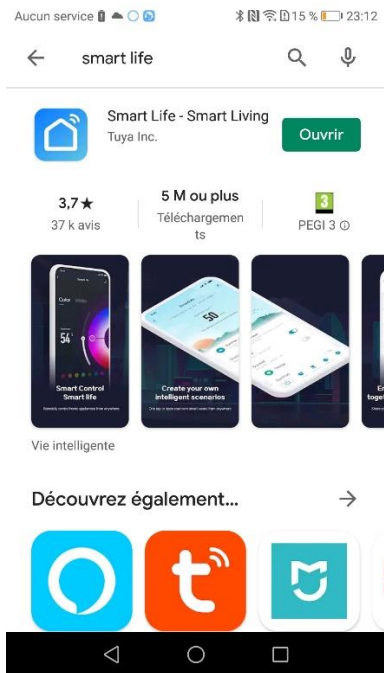 Aucun service 15 % 23:12
smart life
Smart Life - Smart Living
Tuya Inc.
Ouvrir
3,7★
37 k avis
5 M ou plus
Téléchargemen
ts
3
PEGI 3
Color
54
Smart Control
Smart life
50
Create your own
intelligent scenarios
Vie intelligente
Découvrez également...